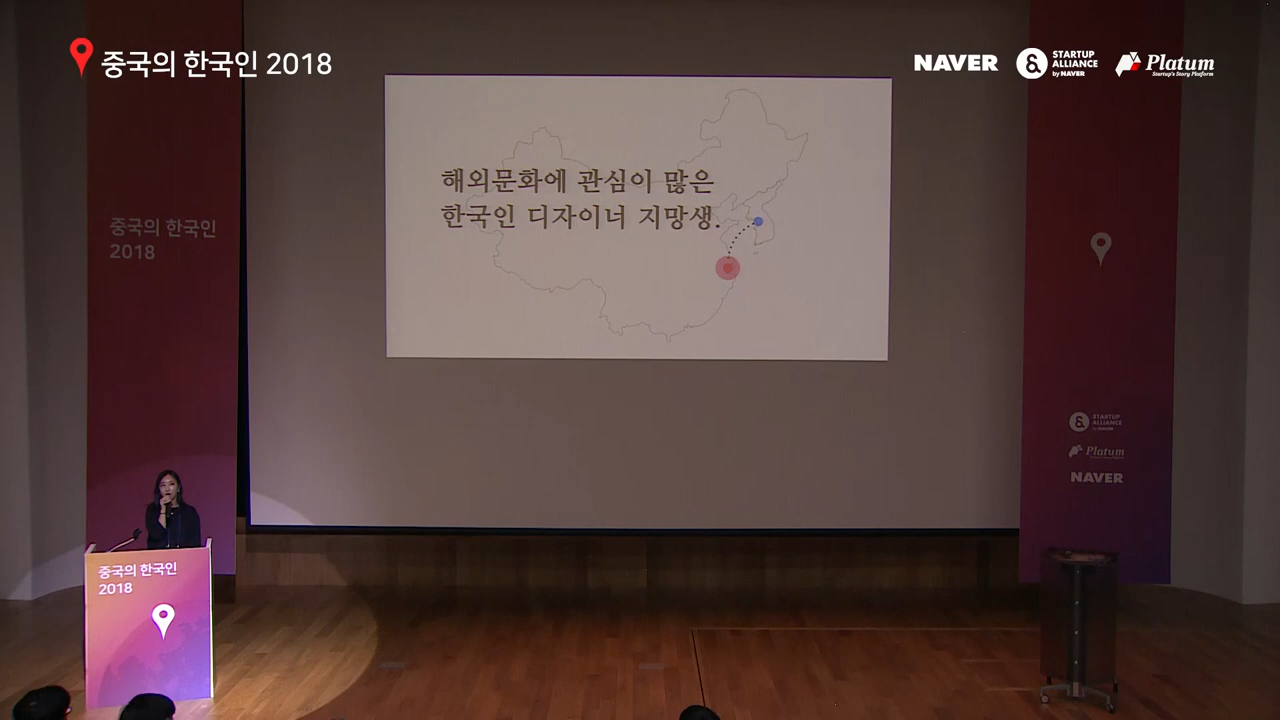 중국의 한국인 2018
NAVER
&
STARTUP
ALLIANCE
by NAVER
Platum
Startup's Story Platform
해외문화에 관심이 많은
한국인 디자이너 지망생.
중국의 한국인
2018
&
STARTUP
ALLIANCE
by NAVER
Platum
NAVER
중국의 한국인
2018